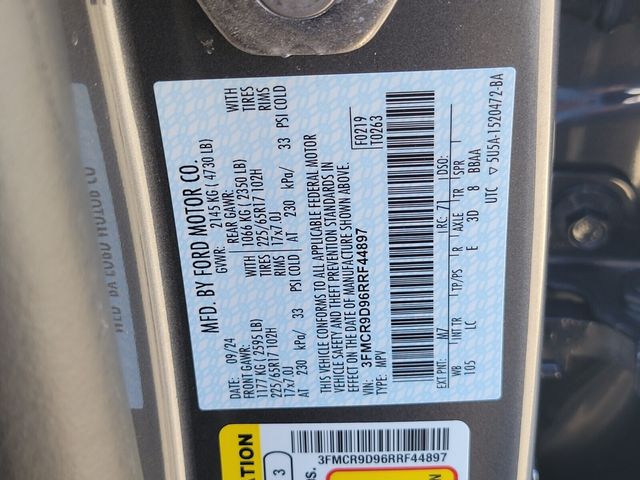 MFD. BY FORD MOTOR CO.
09/24 GVWR: 2145 KG ( 4730 LB)
FRONT GAWR: REAR GAWR: WITH
1177 KG ( 2595 LB) 1066 KG ( 2350 LB) TIRES
225/65R17 102H 225/65R17 102H RIMS
17x7.0J 17x7.0J
AT 230 kPa/ 33 PSI COLD AT 230 kPa/ 33 PSI COLD
WITH
TIRES
RIMS
THIS VEHICLE CONFORMS TO ALL APPLICABLE FEDERAL MOTOR
VEHICLE SAFETY AND THEFT PREVENTION STANDARDS IN
EFFECT ON THE DATE OF MANUFACTURE SHOWN ABOVE.
VIN: 3FMCR9D96RRF44897
TYPE: MPV
F0219
T0263
EXT PNT: M7 RC: 71 DSO:
WB INT TR TP/PS R AXLE TR SPR
105 LC E 3D 8 BBAA
UTC ▽ 5U5A-1520472-BA
3FMCR9D96RRF44897